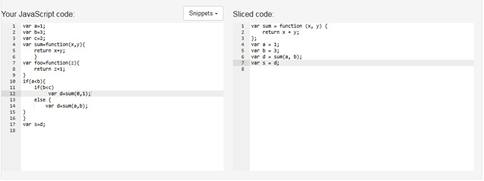 Your JavaScript code:
Snippets
1 var a=1;
2 var b=3;
3 var c=2;
4 var sum=function(x,y){
5 return x+y;
6 }
7 var foo=function(z){
8 return z+1;
9 }
10 if(a<b){
11 if(b<c)
12 var d=sum(0,1);
13 else {
14 var d=sum(a,b);
15 }
16 }
17 var s=d;
18
Sliced code:
1 var sum = function (x, y) {
2 return x + y;
3 };
4 var a = 1;
5 var b = 3;
6 var d = sum(a, b);
7 var s = d;
8